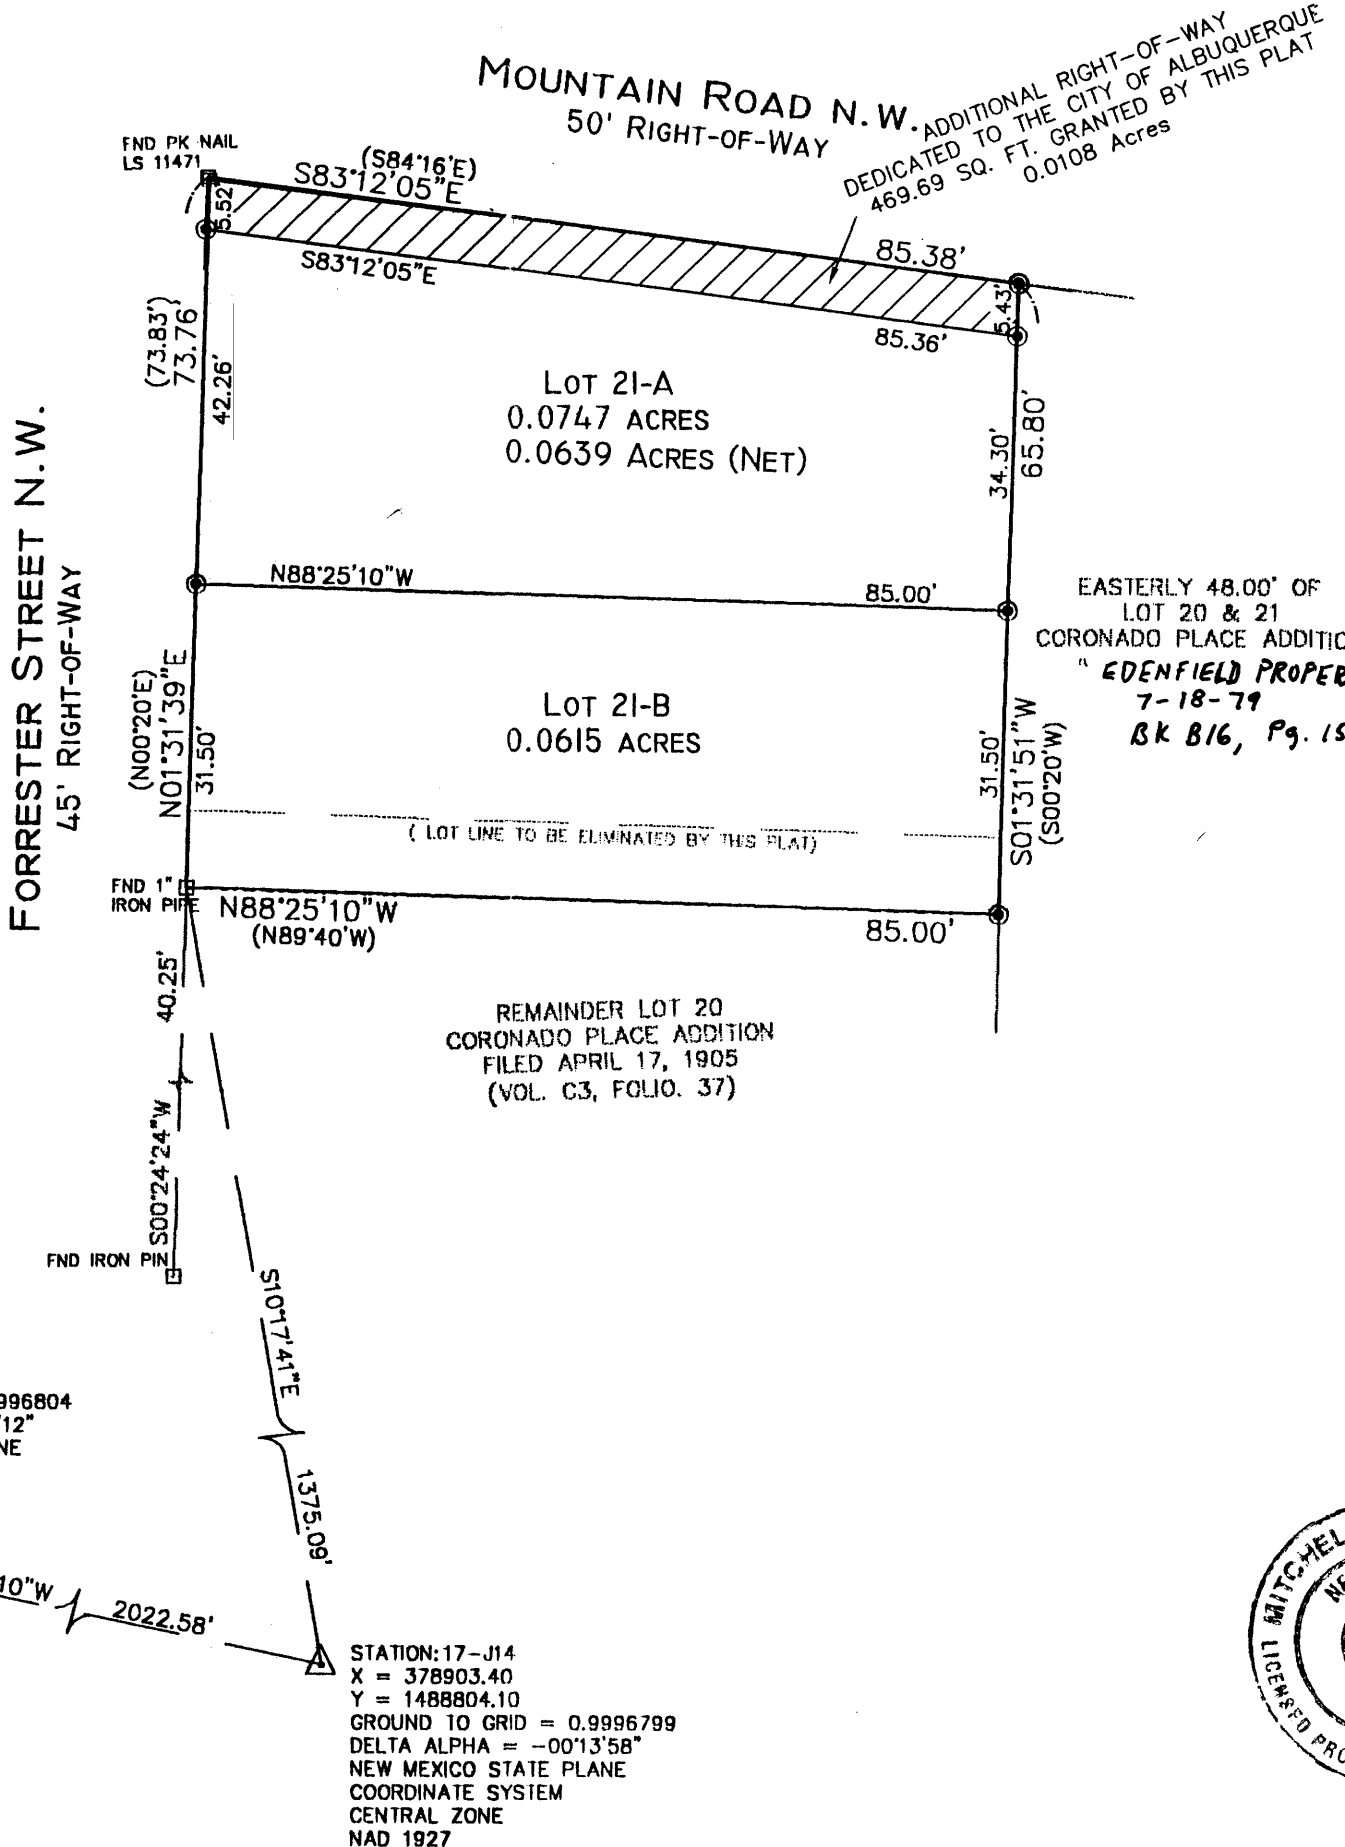 MOUNTAIN ROAD N.W.
50' RIGHT-OF-WAY
ADDITIONAL RIGHT-OF-WAY
DEDICATED TO THE CITY OF ALBUQUERQUE
469.69 SQ. FT. GRANTED BY THIS PLAT
0.0108 Acres
FND PK NAIL
LS 11471
(S84°16'E)
S83°12'05"E
85.38'
5.52'
S83°12'05"E
85.36'
5.43'
(73.83')
73.76'
42.26'
LOT 21-A
0.0747 ACRES
0.0639 ACRES (NET)
34.30'
65.80'
FORRESTER STREET N.W.
45' RIGHT-OF-WAY
N88°25'10"W
85.00'
EASTERLY 48.00' OF
LOT 20 & 21
CORONADO PLACE ADDITIO
" EDENFIELD PROPER
7-18-79
BK B16, Pg. 15
(N00°20'E)
N01°31'39"E
31.50'
LOT 21-B
0.0615 ACRES
31.50'
S01°31'51"W
(S00°20'W)
( LOT LINE TO BE ELIMINATED BY THIS PLAT)
FND 1"
IRON PIPE
N88°25'10"W
(N89°40'W)
85.00'
40.25'
S00°24'24"W
REMAINDER LOT 20
CORONADO PLACE ADDITION
FILED APRIL 17, 1905
(VOL. C3, FOLIO. 37)
FND IRON PIN
S10°17'41"E
1375.09'
996804
'12"
NE
10"W
2022.58'
STATION: 17-J14
X = 378903.40
Y = 1488804.10
GROUND TO GRID = 0.9996799
DELTA ALPHA = -00°13'58"
NEW MEXICO STATE PLANE
COORDINATE SYSTEM
CENTRAL ZONE
NAD 1927
MITCHEL
NE
LICENSED PRO